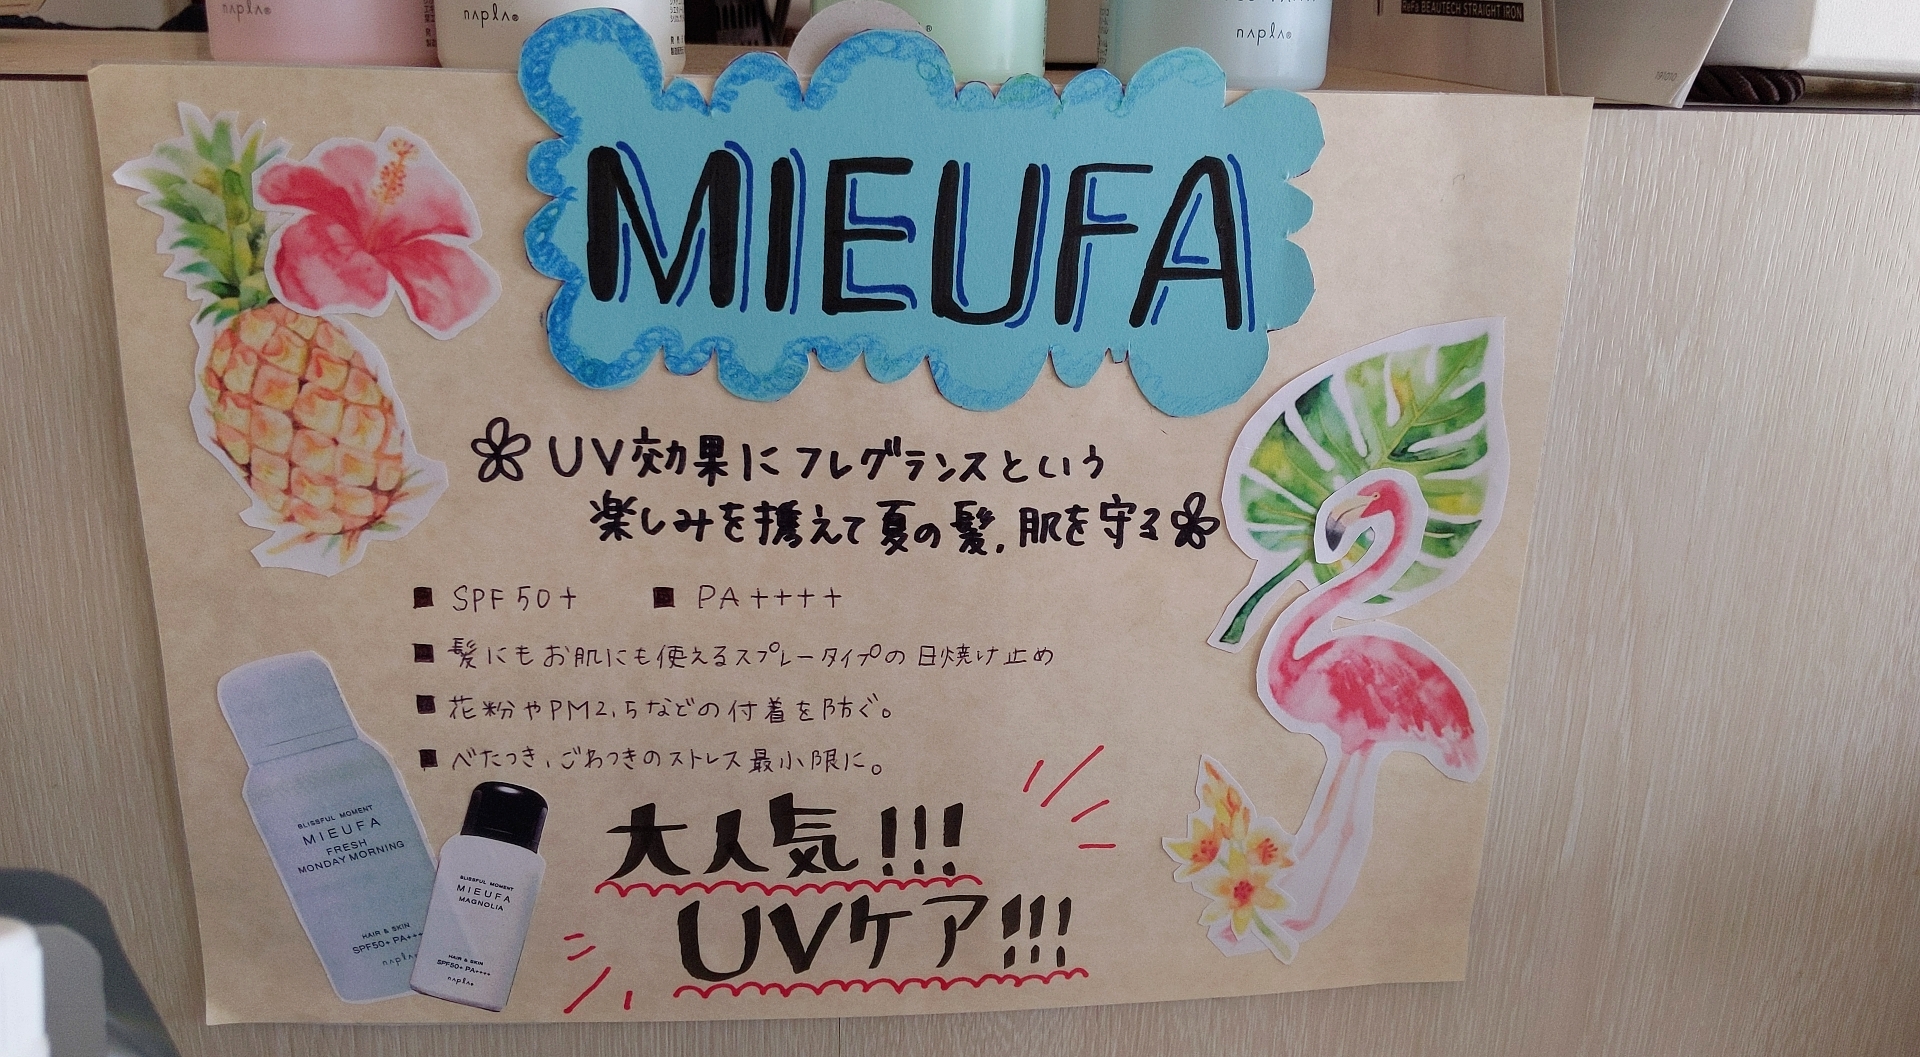 napla®
napla®
napla®
ReFa BEAUTECH STRAIGHT IRON
MIEUFA
UV効果にフレグランスという
楽しみを携えて夏の髪,肌を守る
■ SPF50+ ■ PA++++
■ 髪にもお肌にも使えるスプレータイプの日焼け止め
■ 花粉やPM2.5などの付着を防ぐ。
■ べたつき、ごわつきのストレス最小限に。
大人気!!!
UVケア!!!
BLISSFUL MOMENT
MIEUFA
FRESH
MONDAY MORNING
HAIR & SKIN
SPF50+ PA+++
napla
BLISSFUL MOMENT
MIEUFA
MAGNOLIA
HAIR & SKIN
SPF50+ PA++++
napla